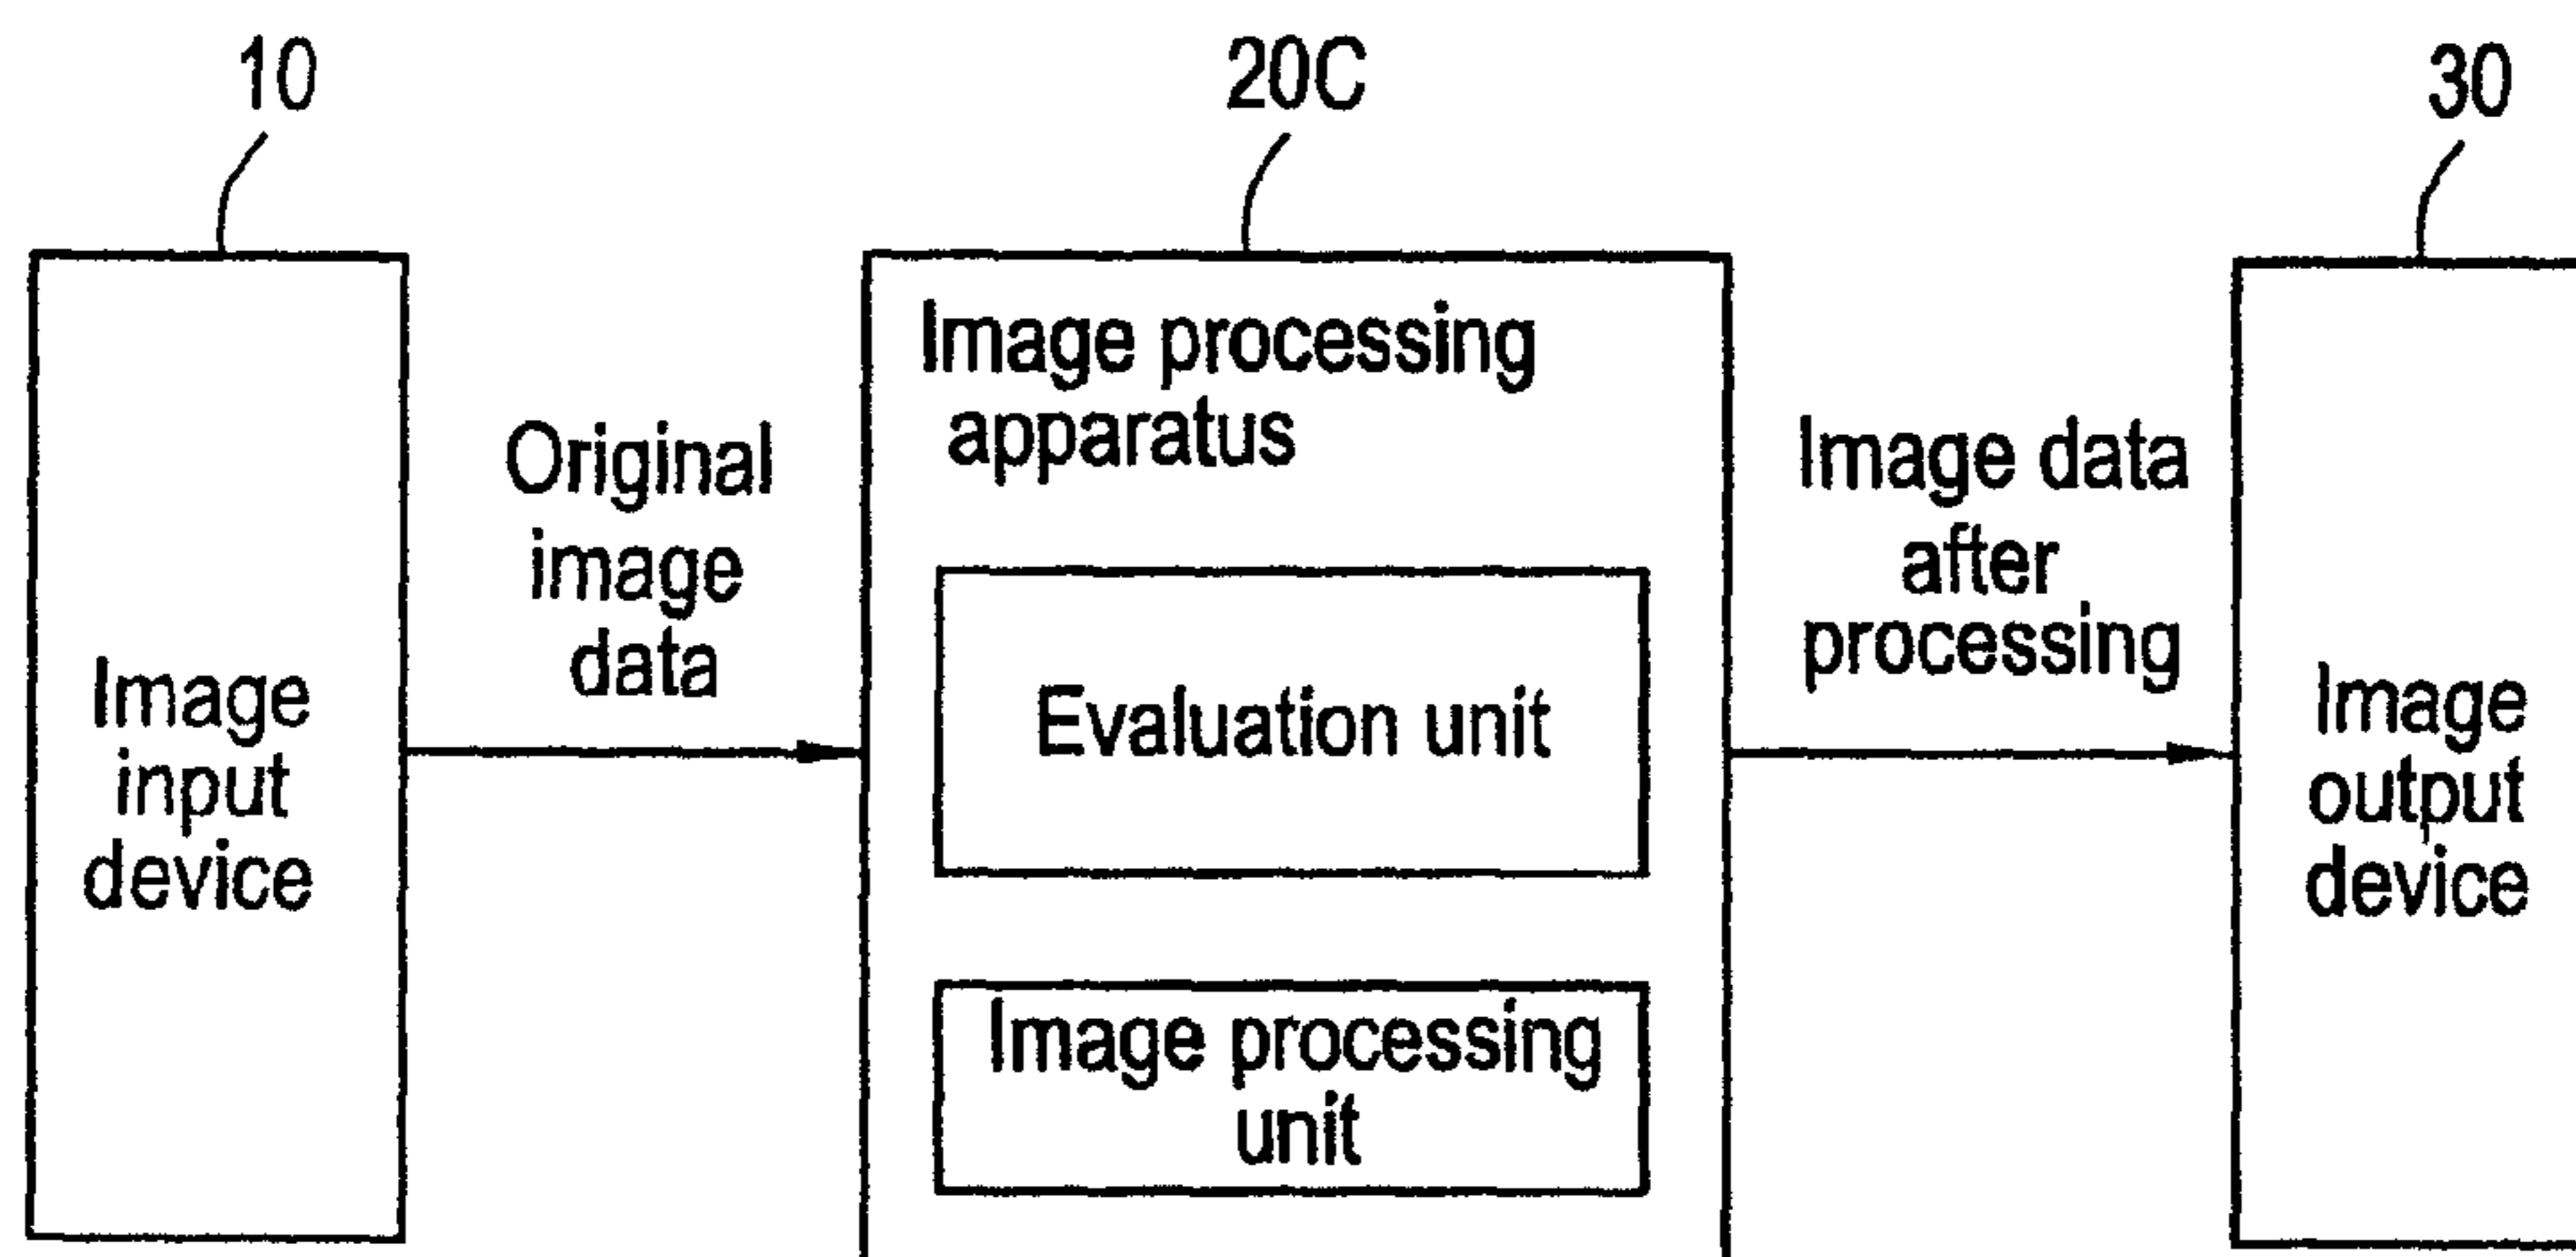 10
20C
30
Image
input
device
Original
image
data
Image processing
apparatus
Evaluation unit
Image processing
unit
Image data
after
processing
Image
output
device